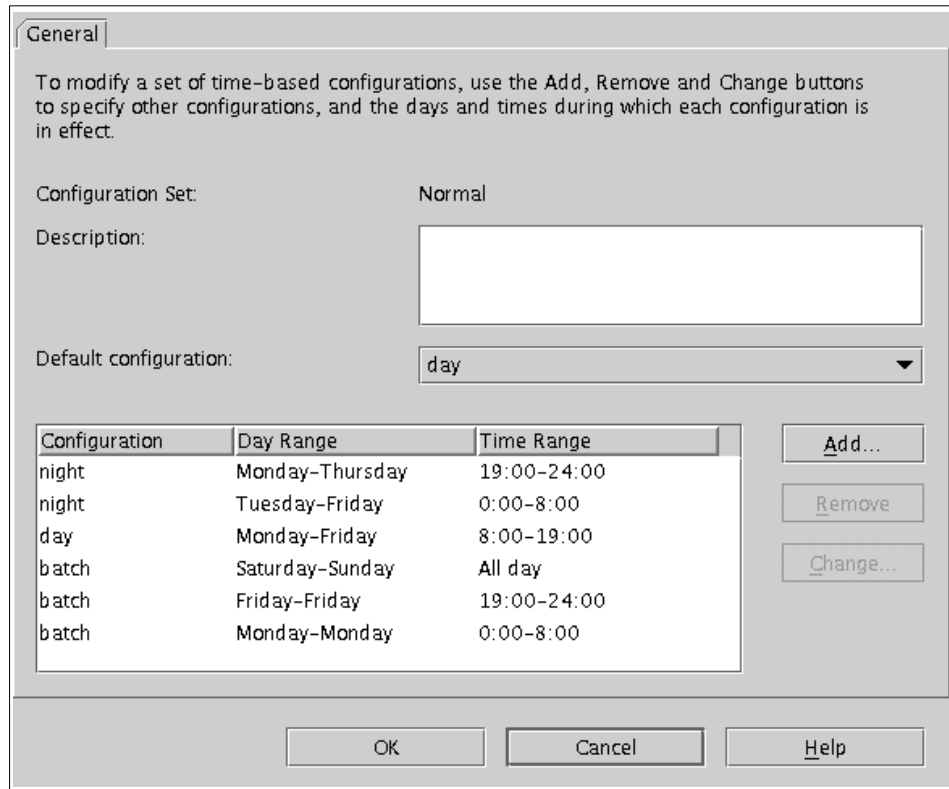 General
To modify a set of time-based configurations, use the Add, Remove and Change buttons
to specify other configurations, and the days and times during which each configuration is
in effect.
Configuration Set: Normal
Description:
Default configuration: day
Configuration Day Range Time Range
night Monday-Thursday 19:00-24:00
night Tuesday-Friday 0:00-8:00
day Monday-Friday 8:00-19:00
batch Saturday-Sunday All day
batch Friday-Friday 19:00-24:00
batch Monday-Monday 0:00-8:00
Add...
Remove
Change...
OK Cancel Help